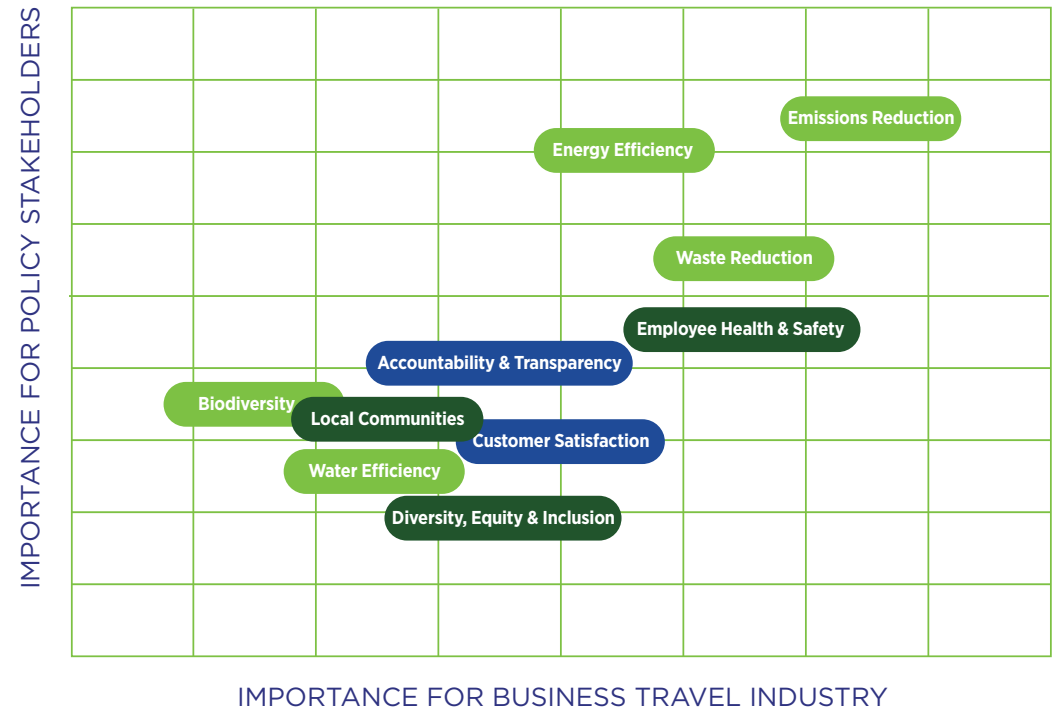 IMPORTANCE FOR POLICY STAKEHOLDERS
Emissions Reduction
Energy Efficiency
Waste Reduction
Employee Health & Safety
Accountability & Transparency
Biodiversity
Local Communities
Customer Satisfaction
Water Efficiency
Diversity, Equity & Inclusion
IMPORTANCE FOR BUSINESS TRAVEL INDUSTRY